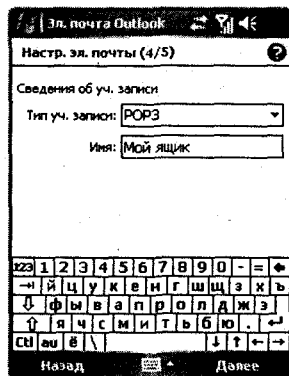 Эл. почта Outlook
Настр. эл. почты (4/5)
Сведения об уч. записи
Тип уч. записи: POP3
Имя: Мой ящик
123 1 2 3 4 5 6 7 8 9 0 - =
й ц у к е н г ш щ з х ъ
ф ы в а п р о л д ж э
я ч с м и т ь б ю .
Ctl ац ё \
Назад Далее